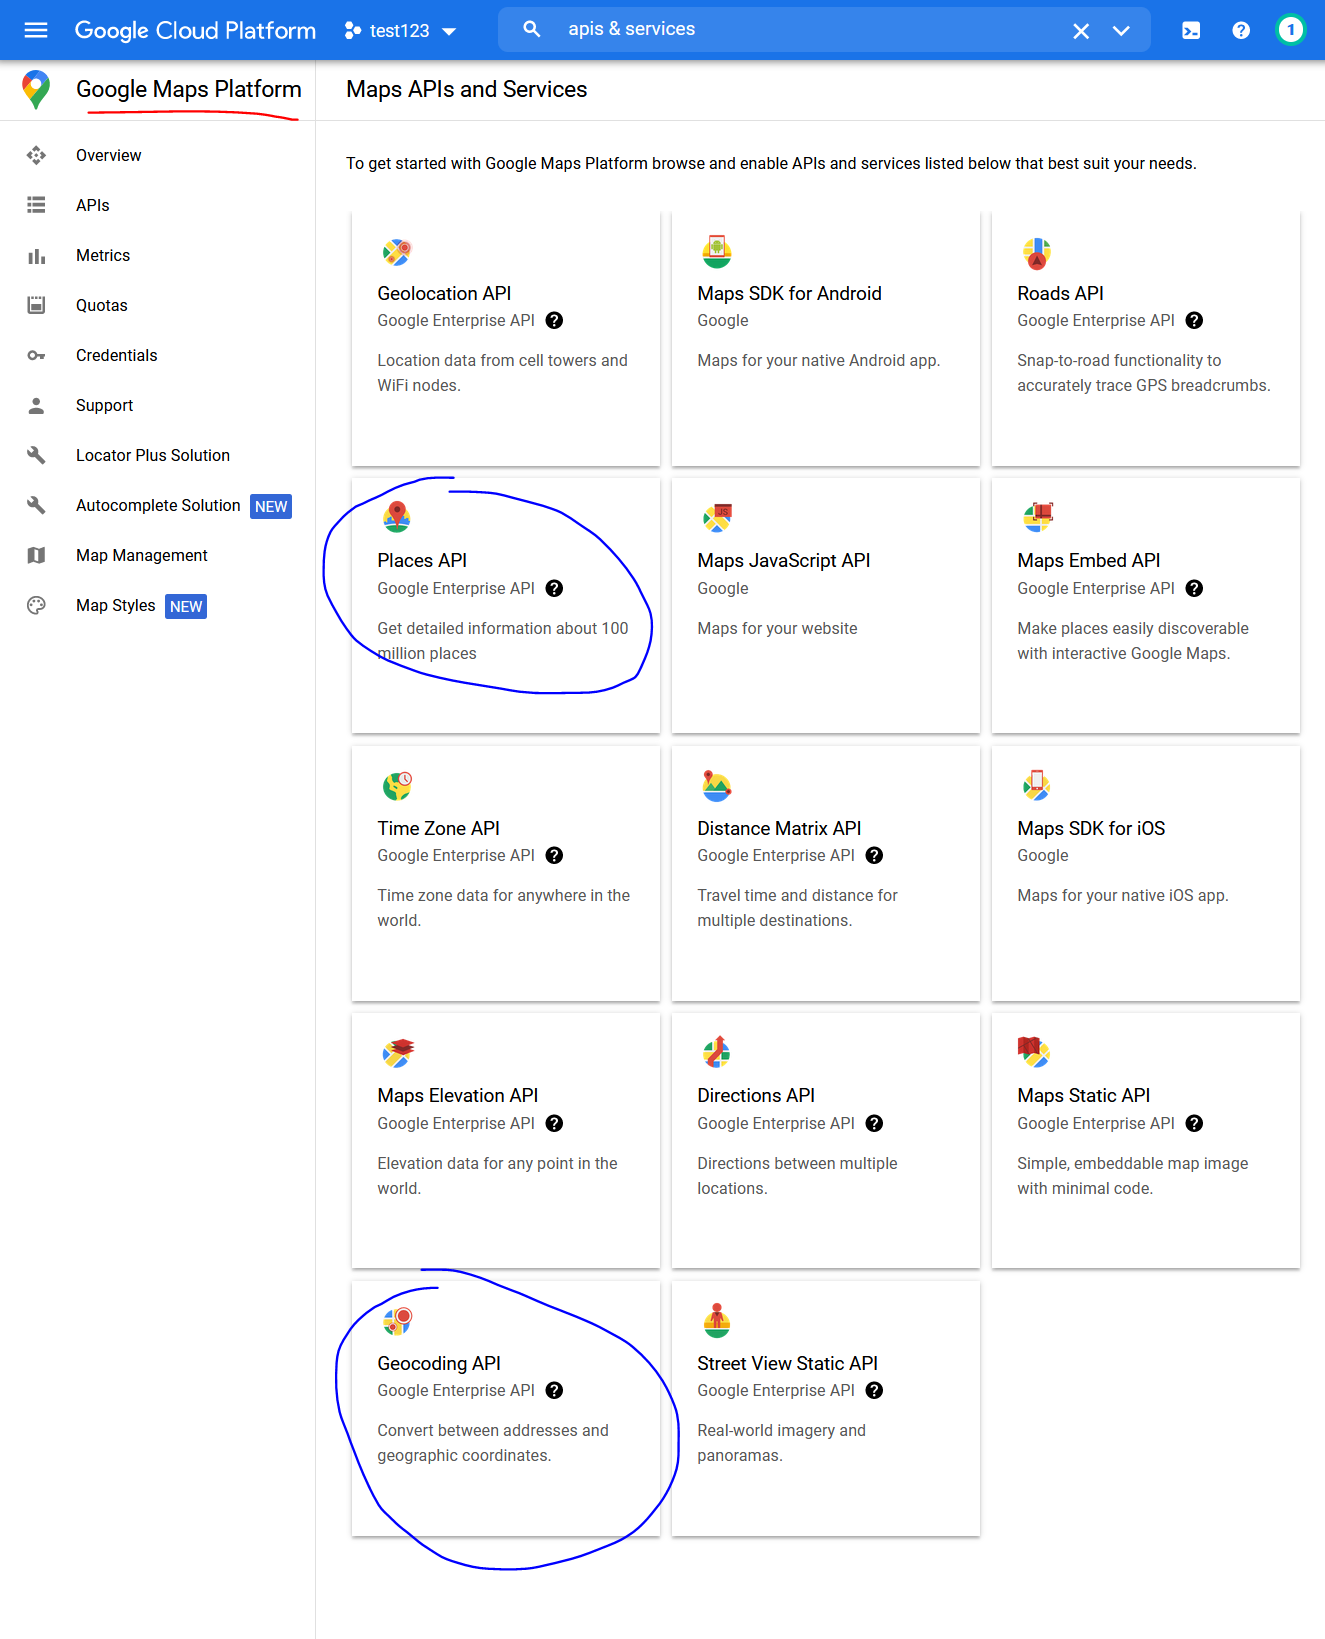 Google Cloud Platform
test123
apis & services
1
Google Maps Platform
Maps APIs and Services
Overview
APIs
Metrics
Quotas
Credentials
Support
Locator Plus Solution
Autocomplete Solution NEW
Map Management
Map Styles NEW
To get started with Google Maps Platform browse and enable APIs and services listed below that best suit your needs.
Geolocation API
Google Enterprise API ?
Location data from cell towers and
WiFi nodes.
Maps SDK for Android
Google
Maps for your native Android app.
Roads API
Google Enterprise API ?
Snap-to-road functionality to
accurately trace GPS breadcrumbs.
Places API
Google Enterprise API ?
Get detailed information about 100
million places
JS
Maps JavaScript API
Google
Maps for your website
Maps Embed API
Google Enterprise API ?
Make places easily discoverable
with interactive Google Maps.
Time Zone API
Google Enterprise API ?
Time zone data for anywhere in the
world.
Distance Matrix API
Google Enterprise API ?
Travel time and distance for
multiple destinations.
Maps SDK for iOS
Google
Maps for your native iOS app.
Maps Elevation API
Google Enterprise API ?
Elevation data for any point in the
world.
Directions API
Google Enterprise API ?
Directions between multiple
locations.
Maps Static API
Google Enterprise API ?
Simple, embeddable map image
with minimal code.
Geocoding API
Google Enterprise API ?
Convert between addresses and
geographic coordinates.
Street View Static API
Google Enterprise API ?
Real-world imagery and
panoramas.